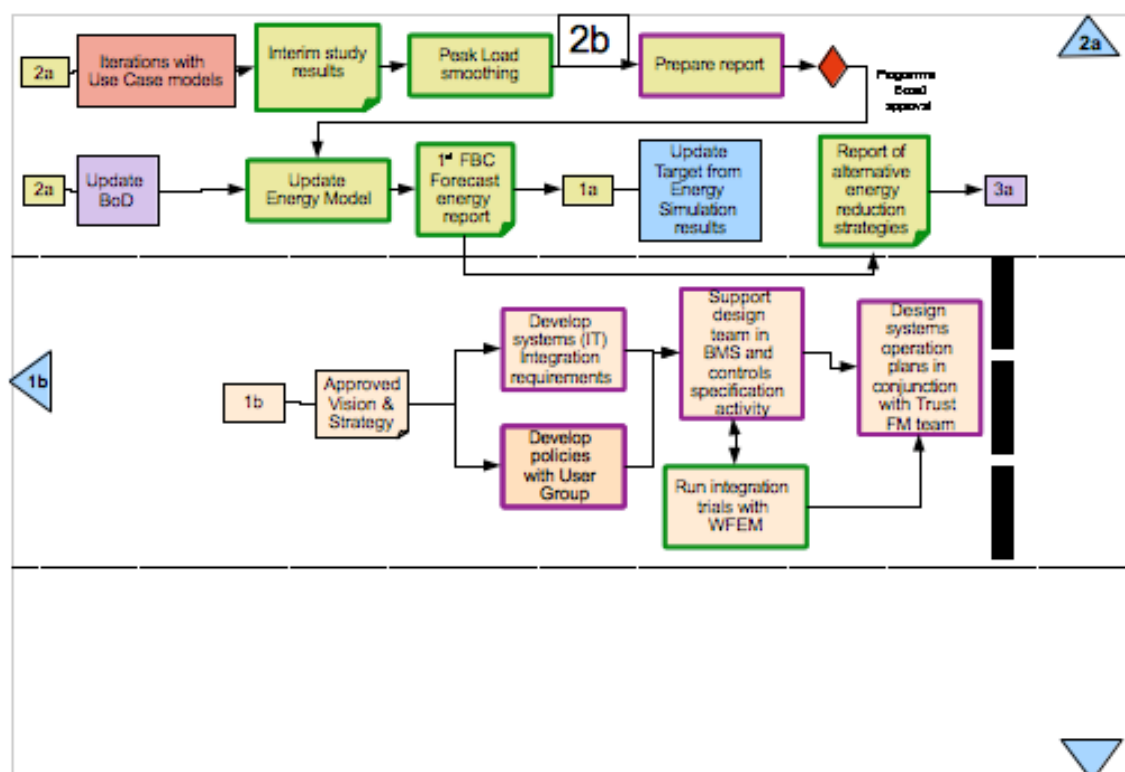 2b
2a
2a
Iterations with
Use Case models
Interim study
results
Peak Load
smoothing
Prepare report
Programme
Board
approval
2a
Update
BoD
Update
Energy Model
1st FBC
Forecast
energy
report
1a
Update
Target from
Energy
Simulation
results
Report of
alternative
energy
reduction
strategies
3a
1b
1b
Approved
Vision &
Strategy
Develop
systems (IT)
Integration
requirements
Develop
policies
with User
Group
Support
design
team in
BMS and
controls
specification
activity
Run integration
trials with
WFEM
Design
systems
operation
plans in
conjunction
with Trust
FM team